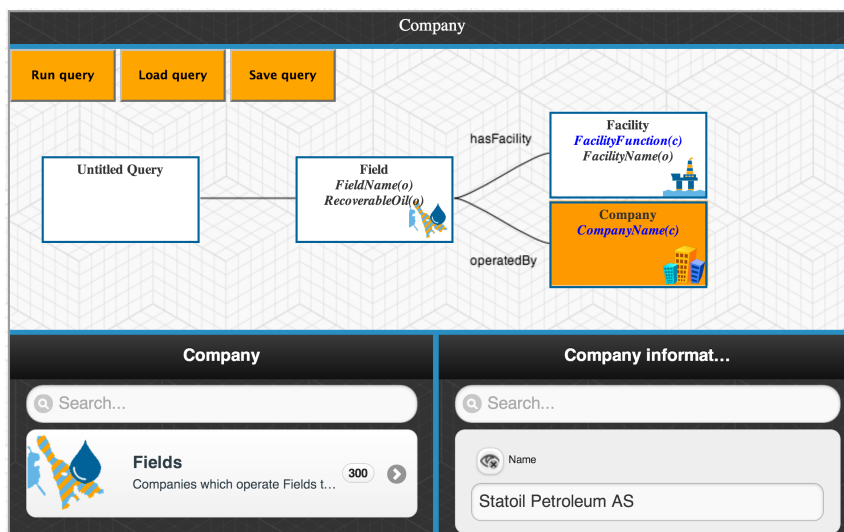 Company
Run query
Load query
Save query
hasFacility
Facility
FacilityFunction(c)
FacilityName(o)
Untitled Query
Field
FieldName(o)
RecoverableOil(o)
Company
CompanyName(c)
operatedBy
Company
Company informat...
Search...
Search...
Fields
Companies which operate Fields t...
300
Name
Statoil Petroleum AS